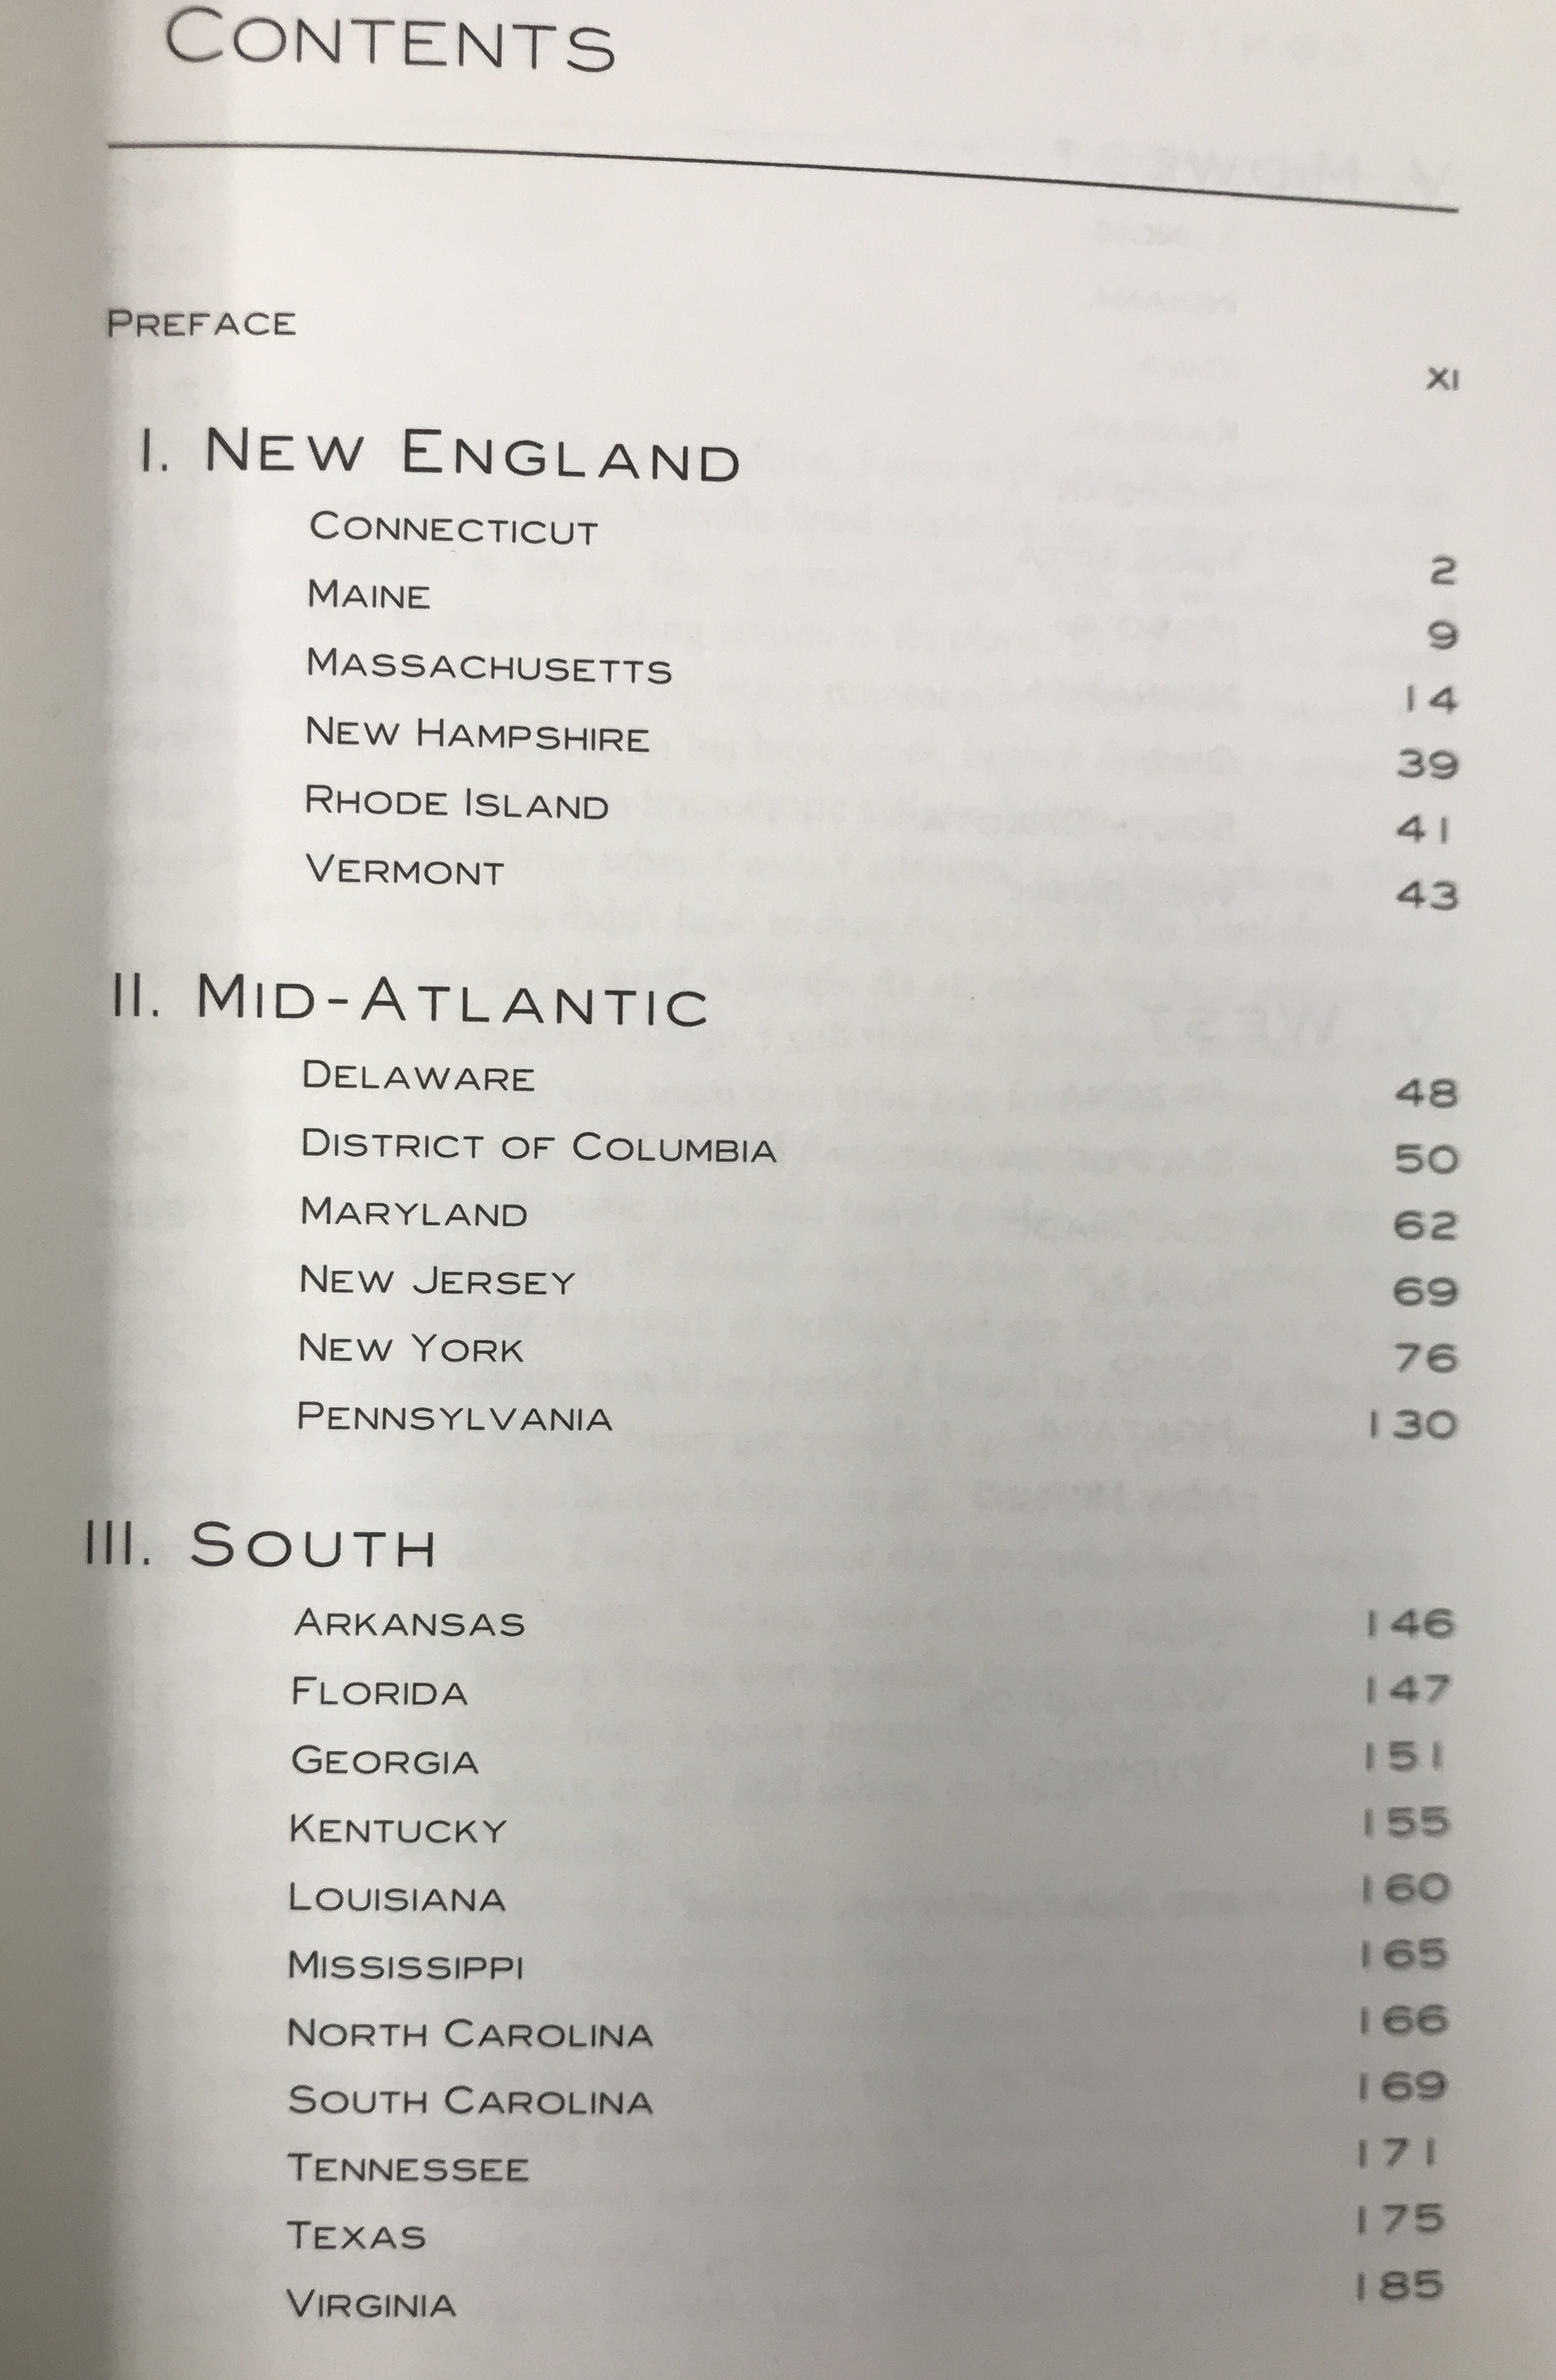 CONTENTS
PREFACE XI
I. NEW ENGLAND
CONNECTICUT 2
MAINE 9
MASSACHUSETTS 14
NEW HAMPSHIRE 39
RHODE ISLAND 41
VERMONT 43
II. MID-ATLANTIC
DELAWARE 48
DISTRICT OF COLUMBIA 50
MARYLAND 62
NEW JERSEY 69
NEW YORK 76
PENNSYLVANIA 130
III. SOUTH
ARKANSAS 146
FLORIDA 147
GEORGIA 151
KENTUCKY 155
LOUISIANA 160
MISSISSIPPI 165
NORTH CAROLINA 166
SOUTH CAROLINA 169
TENNESSEE 171
TEXAS 175
VIRGINIA 185